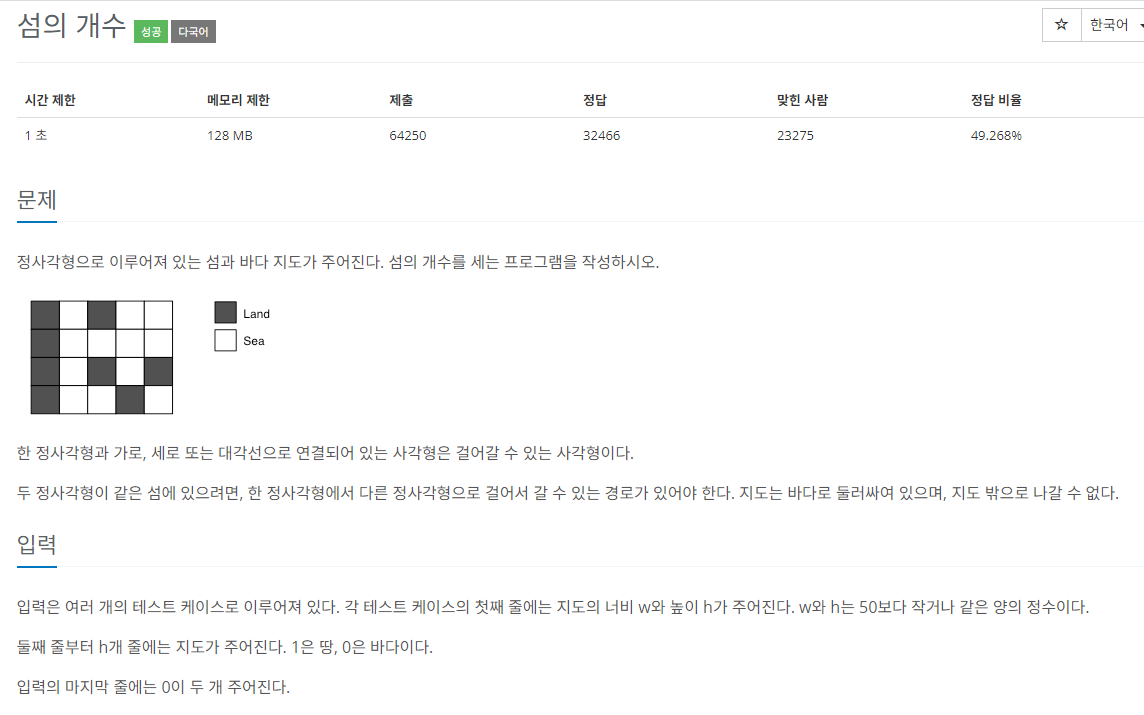 섬의 개수 성공 다국어
☆ 한국어
시간 제한 메모리 제한 제출 정답 맞힌 사람 정답 비율
1 초 128 MB 64250 32466 23275 49.268%
문제
정사각형으로 이루어져 있는 섬과 바다 지도가 주어진다. 섬의 개수를 세는 프로그램을 작성하시오.
Land
Sea
한 정사각형과 가로, 세로 또는 대각선으로 연결되어 있는 사각형은 걸어갈 수 있는 사각형이다.
두 정사각형이 같은 섬에 있으려면, 한 정사각형에서 다른 정사각형으로 걸어서 갈 수 있는 경로가 있어야 한다. 지도는 바다로 둘러싸여 있으며, 지도 밖으로 나갈 수 없다.
입력
입력은 여러 개의 테스트 케이스로 이루어져 있다. 각 테스트 케이스의 첫째 줄에는 지도의 너비 w와 높이 h가 주어진다. w와 h는 50보다 작거나 같은 양의 정수이다.
둘째 줄부터 h개 줄에는 지도가 주어진다. 1은 땅, 0은 바다이다.
입력의 마지막 줄에는 0이 두 개 주어진다.